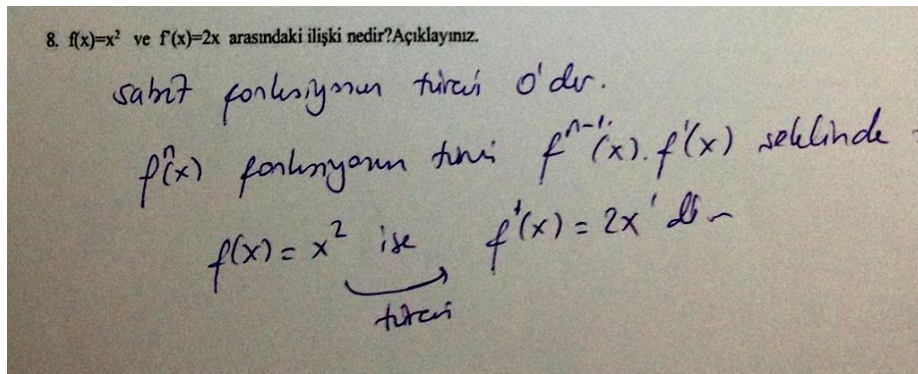 8. f(x)=x² ve f'(x)=2x arasındaki ilişki nedir?Açıklayınız.
sabit fonksiyonun türevi 0'dır.
fⁿ(x) fonksiyonun türevi fⁿ⁻¹(x).f'(x) şeklinde
f(x) = x² ise f'(x) = 2x' dir
türevi